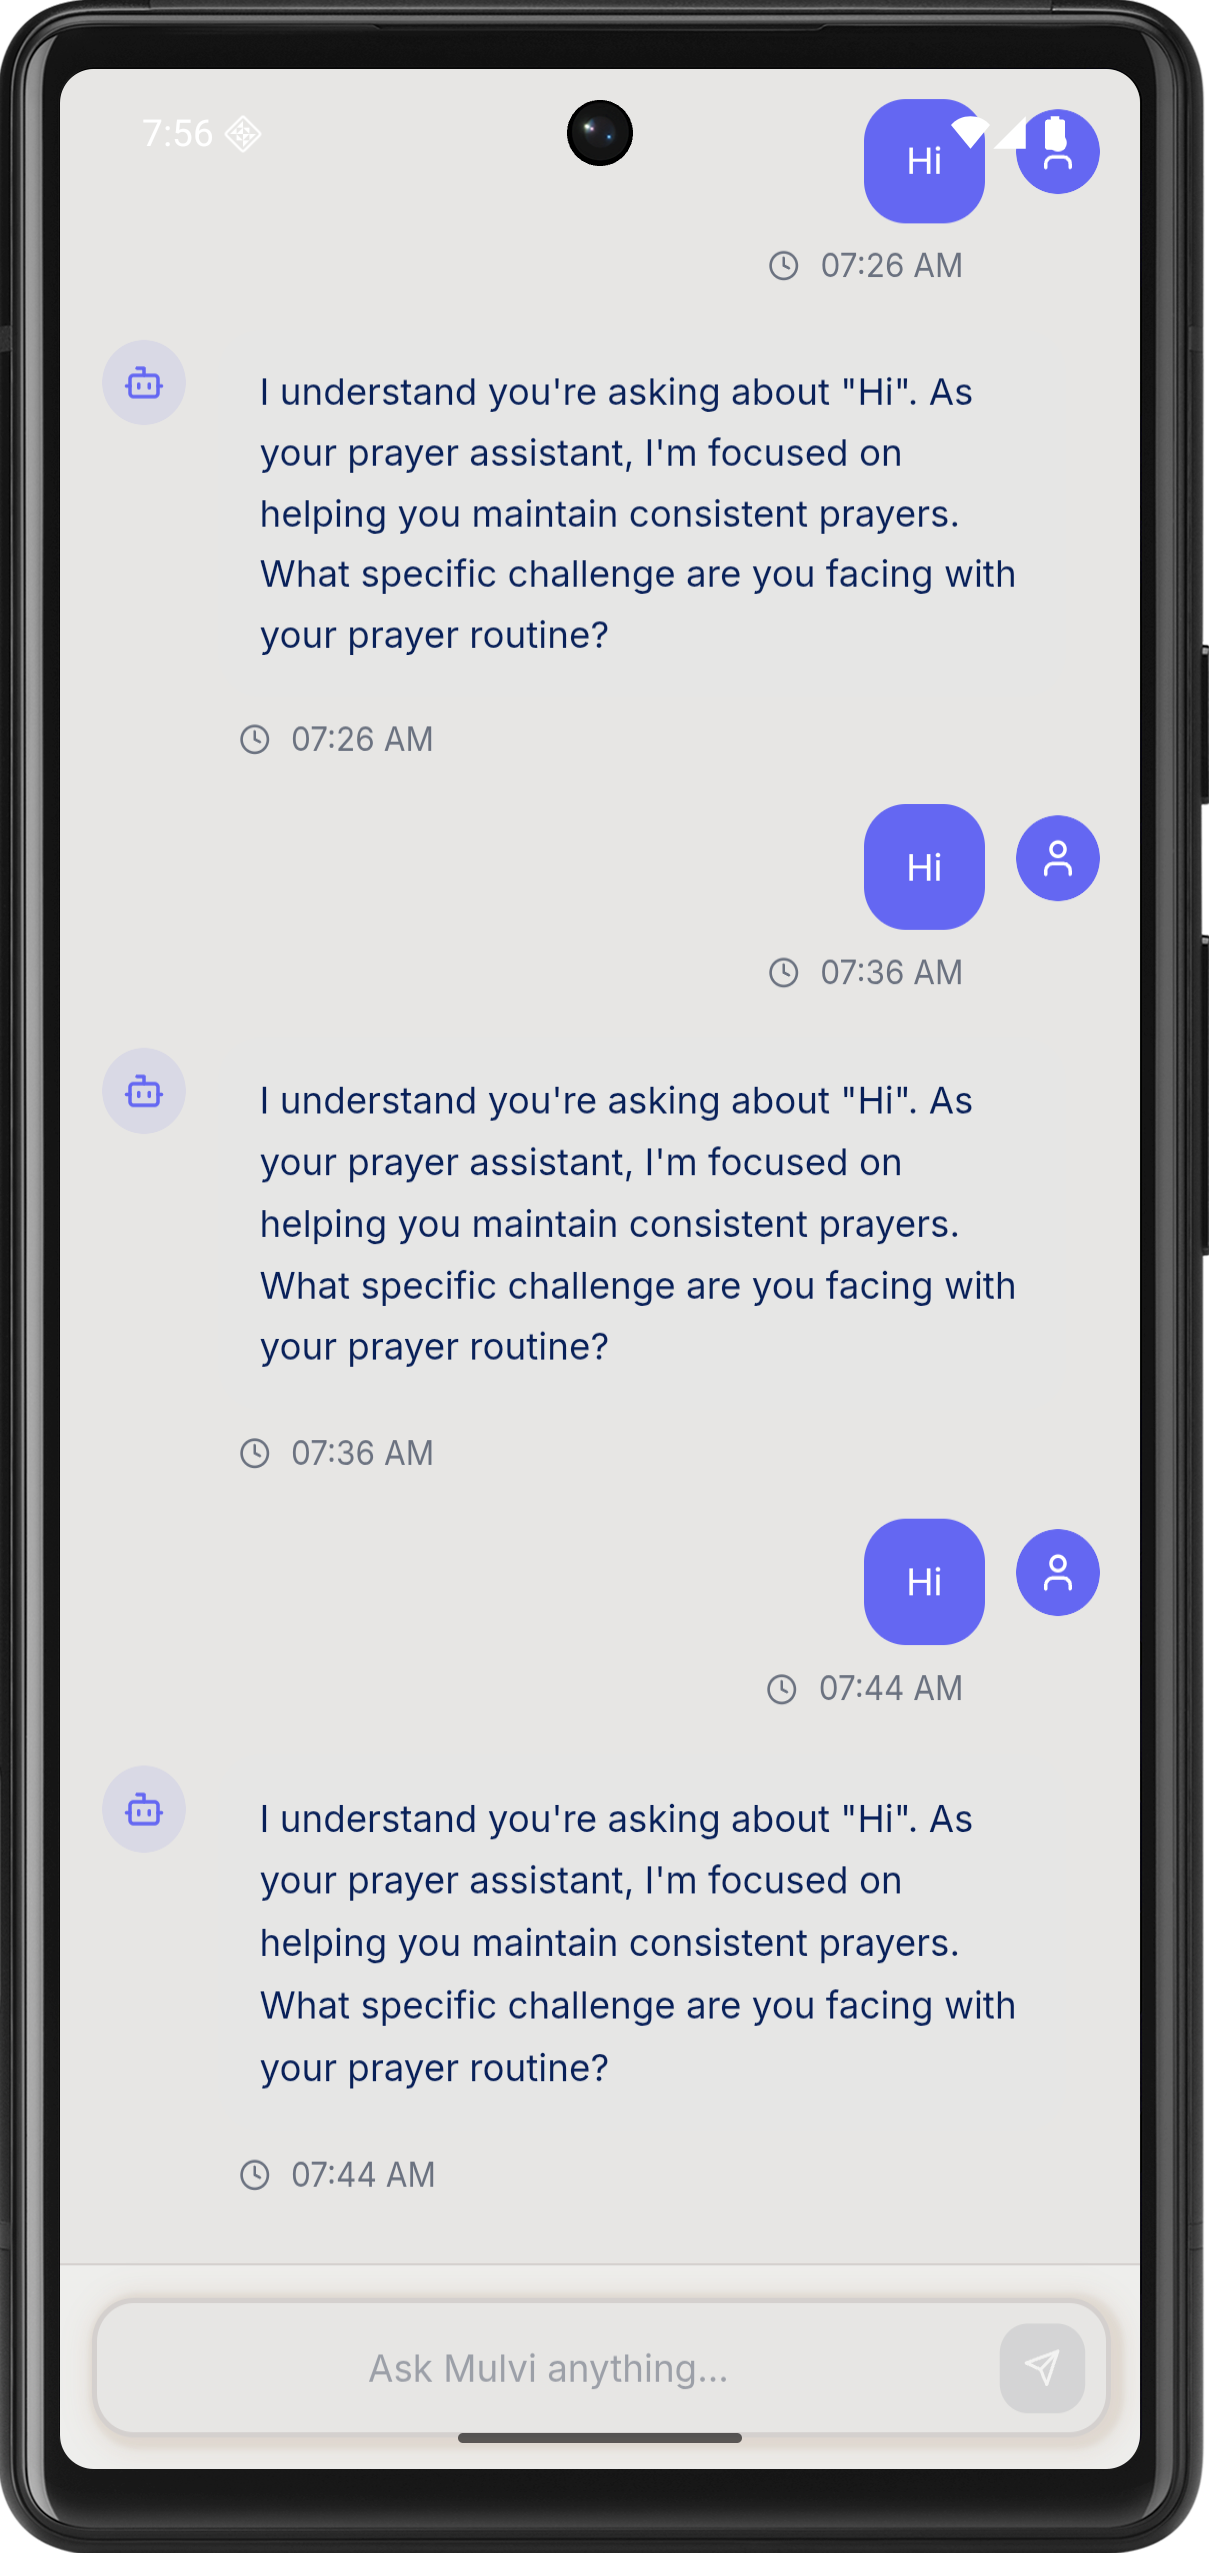 7:56
Hi
07:26 AM
I understand you're asking about "Hi". As
your prayer assistant, I'm focused on
helping you maintain consistent prayers.
What specific challenge are you facing with
your prayer routine?
07:26 AM
Hi
07:36 AM
I understand you're asking about "Hi". As
your prayer assistant, I'm focused on
helping you maintain consistent prayers.
What specific challenge are you facing with
your prayer routine?
07:36 AM
Hi
07:44 AM
I understand you're asking about "Hi". As
your prayer assistant, I'm focused on
helping you maintain consistent prayers.
What specific challenge are you facing with
your prayer routine?
07:44 AM
Ask Mulvi anything...